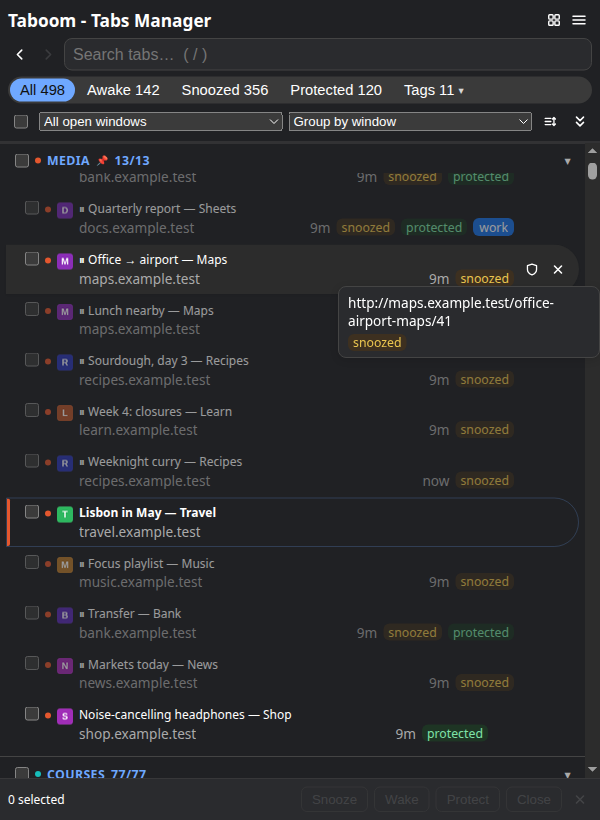 Taboom - Tabs Manager
Search tabs… ( / )
All 498 Awake 142 Snoozed 356 Protected 120 Tags 11 ▾
All open windows Group by window
MEDIA 📌 13/13 ▼
bank.example.test 9m snoozed protected
D Quarterly report — Sheets
docs.example.test 9m snoozed protected work
M Office → airport — Maps
maps.example.test 9m snoozed
http://maps.example.test/office-
airport-maps/41
snoozed
M Lunch nearby — Maps
maps.example.test
R Sourdough, day 3 — Recipes
recipes.example.test 9m snoozed
L Week 4: closures — Learn
learn.example.test 9m snoozed
R Weeknight curry — Recipes
recipes.example.test now snoozed
T Lisbon in May — Travel
travel.example.test
M Focus playlist — Music
music.example.test 9m snoozed
B Transfer — Bank
bank.example.test 9m snoozed protected
N Markets today — News
news.example.test 9m snoozed
S Noise-cancelling headphones — Shop
shop.example.test 9m protected
COURSES 77/77 ▼
0 selected Snooze Wake Protect Close ✕